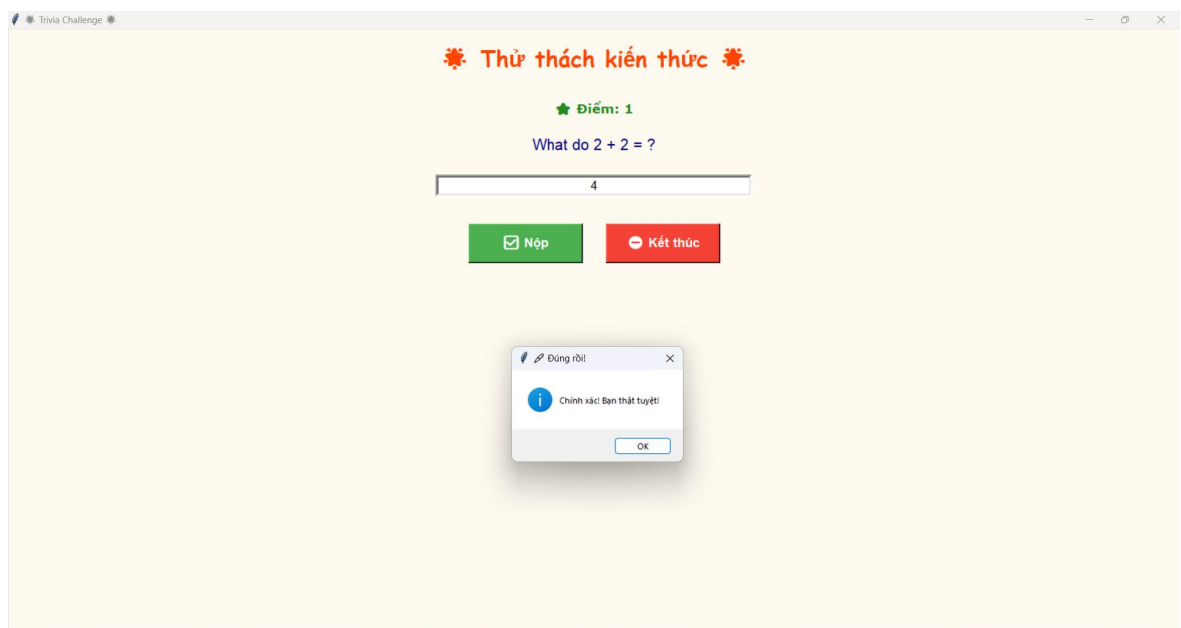 Trivia Challenge
Thử thách kiến thức
Điểm: 1
What do 2 + 2 = ?
4
Nộp
Kết thúc
Đúng rồi!
Chính xác! Bạn thật tuyệt!
OK